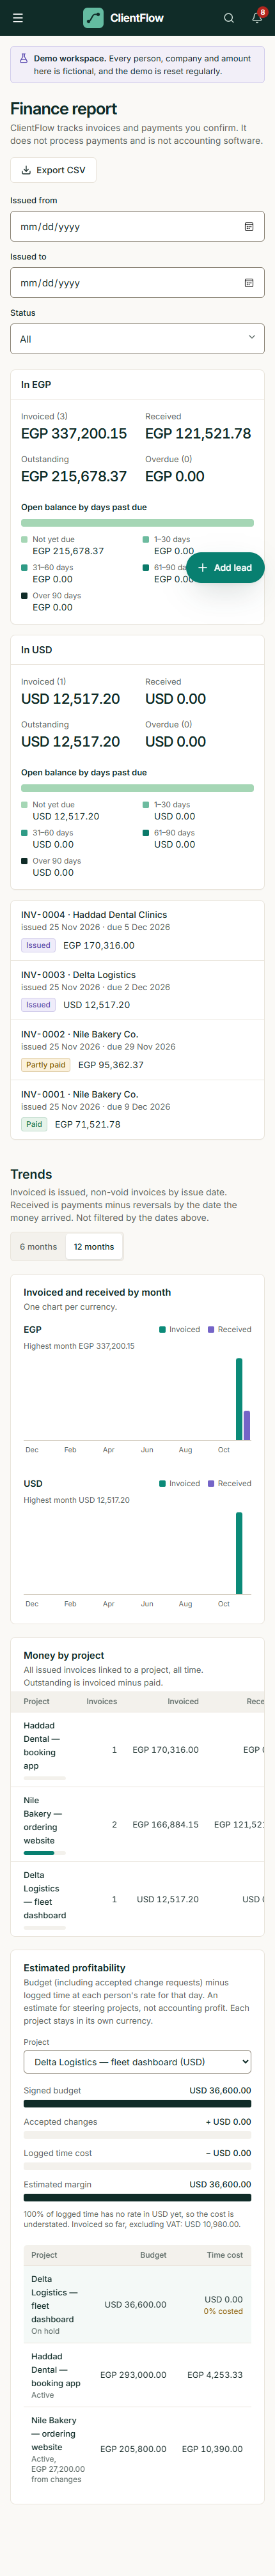 ClientFlow
8
Demo workspace. Every person, company and amount
here is fictional, and the demo is reset regularly.
Finance report
ClientFlow tracks invoices and payments you confirm. It
does not process payments and is not accounting software.
Export CSV
Issued from
mm/dd/yyyy
Issued to
mm/dd/yyyy
Status
All
In EGP
Invoiced (3) Received
EGP 337,200.15 EGP 121,521.78
Outstanding Overdue (0)
EGP 215,678.37 EGP 0.00
Open balance by days past due
Not yet due 1–30 days
EGP 215,678.37 EGP 0.00
31–60 days 61–90
EGP 0.00 EGP 0.00
Add lead
Over 90 days
EGP 0.00
In USD
Invoiced (1) Received
USD 12,517.20 USD 0.00
Outstanding Overdue (0)
USD 12,517.20 USD 0.00
Open balance by days past due
Not yet due 1–30 days
USD 12,517.20 USD 0.00
31–60 days 61–90 days
USD 0.00 USD 0.00
Over 90 days
USD 0.00
INV-0004 · Haddad Dental Clinics
issued 25 Nov 2026 · due 5 Dec 2026
Issued EGP 170,316.00
INV-0003 · Delta Logistics
issued 25 Nov 2026 · due 2 Dec 2026
Issued USD 12,517.20
INV-0002 · Nile Bakery Co.
issued 25 Nov 2026 · due 29 Nov 2026
Partly paid EGP 95,362.37
INV-0001 · Nile Bakery Co.
issued 25 Nov 2026 · due 9 Dec 2026
Paid EGP 71,521.78
Trends
Invoiced is issued, non-void invoices by issue date.
Received is payments minus reversals by the date the
money arrived. Not filtered by the dates above.
6 months 12 months
Invoiced and received by month
One chart per currency.
EGP Invoiced Received
Highest month EGP 337,200.15
Dec Feb Apr Jun Aug Oct
USD Invoiced Received
Highest month USD 12,517.20
Dec Feb Apr Jun Aug Oct
Money by project
All issued invoices linked to a project, all time.
Outstanding is invoiced minus paid.
Project Invoices Invoiced Rece
Haddad
Dental —
booking
app
1 EGP 170,316.00 EGP
Nile
Bakery —
ordering
website
2 EGP 166,884.15 EGP 121,521
Delta
Logistics
— fleet
dashboard
1 USD 12,517.20 USD
Estimated profitability
Budget (including accepted change requests) minus
logged time at each person's rate for that day. An
estimate for steering projects, not accounting profit. Each
project stays in its own currency.
Project
Delta Logistics — fleet dashboard (USD)
Signed budget USD 36,600.00
Accepted changes + USD 0.00
Logged time cost − USD 0.00
Estimated margin USD 36,600.00
100% of logged time has no rate in USD yet, so the cost is
understated. Invoiced so far, excluding VAT: USD 10,980.00.
Project Budget Time cost
Delta
Logistics —
fleet
dashboard
On hold
USD 36,600.00 USD 0.00
0% costed
Haddad
Dental —
booking app
Active
EGP 293,000.00 EGP 4,253.33
Nile Bakery
— ordering
website
Active,
EGP 27,200.00
from changes
EGP 205,800.00 EGP 10,390.00